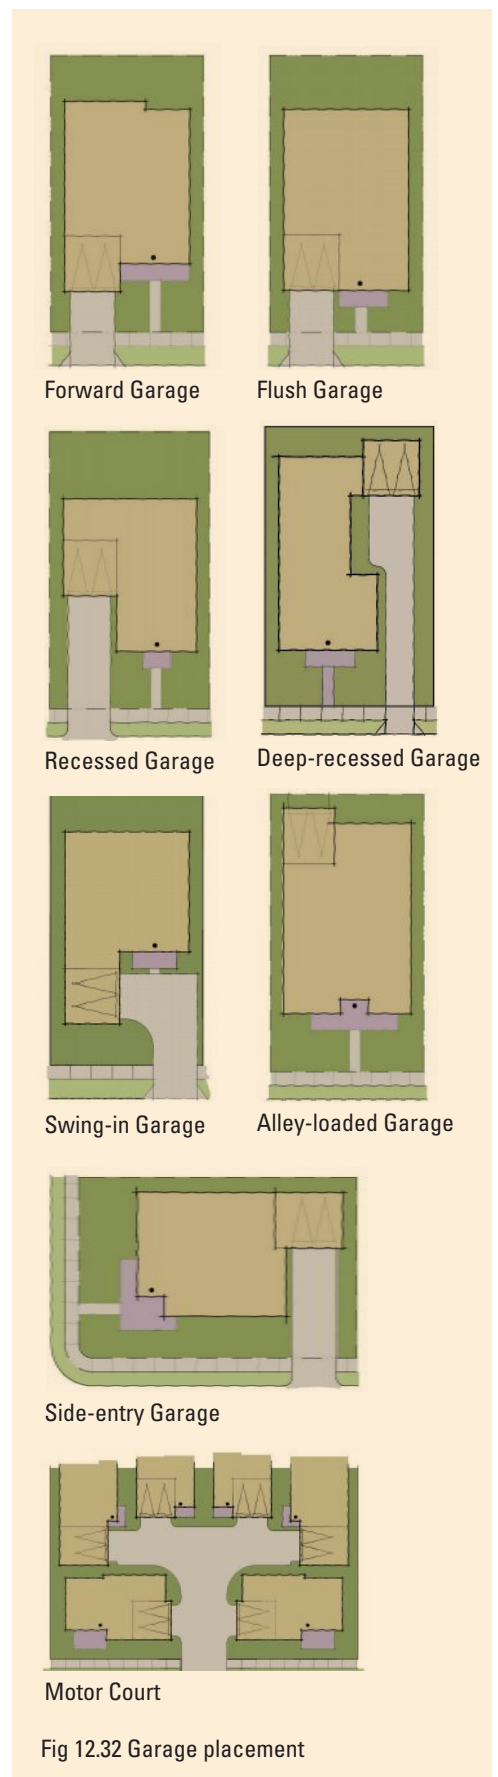 Forward Garage
Flush Garage
Recessed Garage
Deep-recessed Garage
Swing-in Garage
Alley-loaded Garage
Side-entry Garage
Motor Court
Fig 12.32 Garage placement